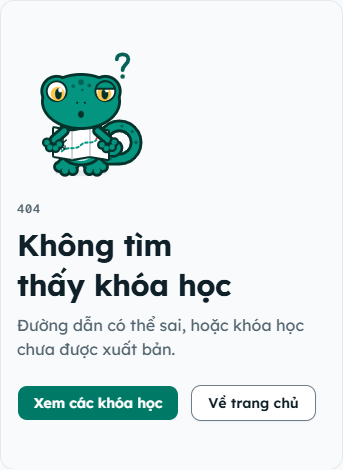 ?
404
Không tìm
thấy khóa học
Đường dẫn có thể sai, hoặc khóa học
chưa được xuất bản.
Xem các khóa học
Về trang chủ